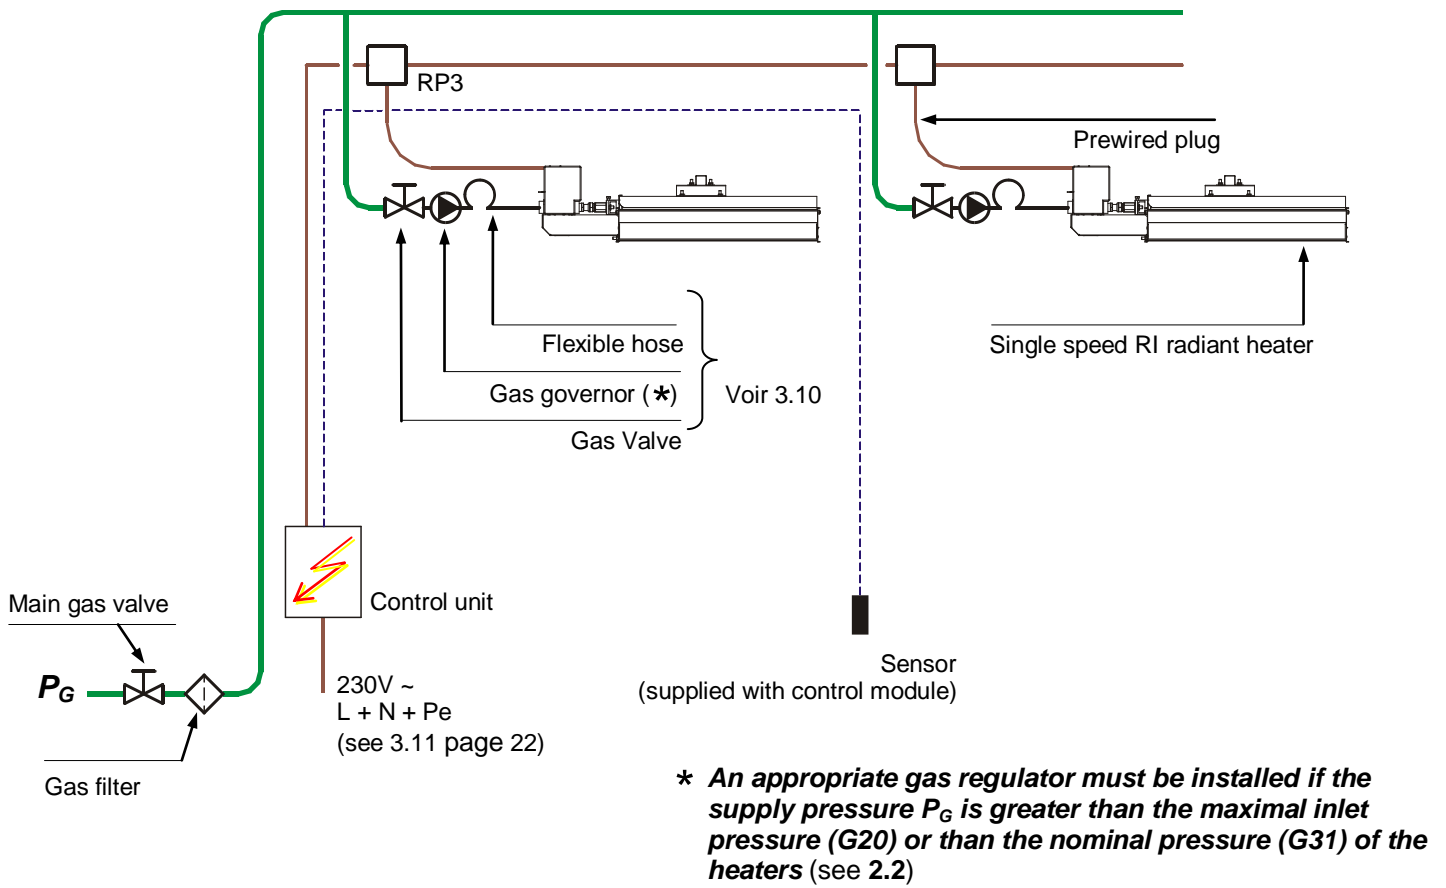 RP3
Prewired plug
Flexible hose
Single speed RI radiant heater
Gas governor (*)
Voir 3.10
Gas Valve
Control unit
Main gas valve
PG
230V ~
L + N + Pe
(see 3.11 page 22)
Sensor
(supplied with control module)
Gas filter
* An appropriate gas regulator must be installed if the
supply pressure PG is greater than the maximal inlet
pressure (G20) or than the nominal pressure (G31) of the
heaters (see 2.2)